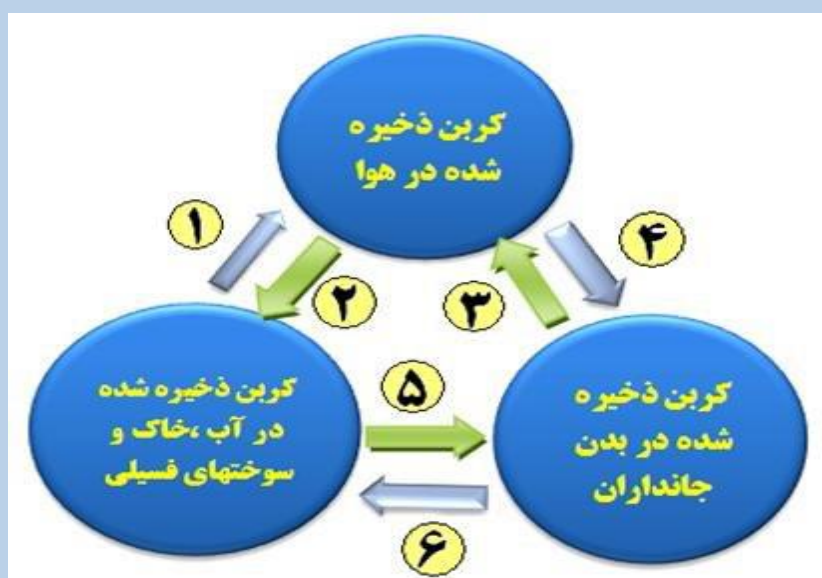 کربن ذخیره
شده در هوا
۱
۴
۲
۳
کربن ذخیره شده
در آب ،خاک و
سوختهای فسیلی
۵
کربن ذخیره
شده در بدن
جانداران
۶